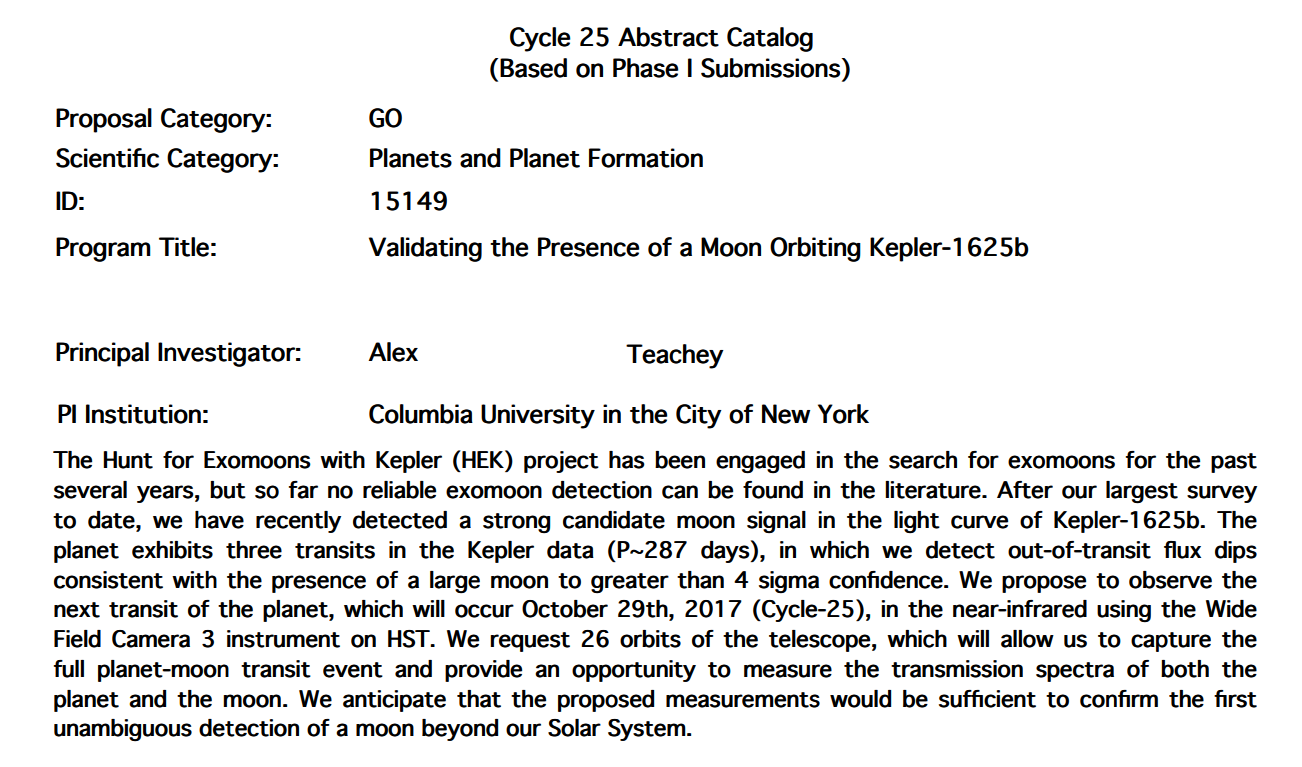 Cycle 25 Abstract Catalog
(Based on Phase I Submissions)
Proposal Category: GO
Scientific Category: Planets and Planet Formation
ID: 15149
Program Title: Validating the Presence of a Moon Orbiting Kepler-1625b
Principal Investigator: Alex Teachey
PI Institution: Columbia University in the City of New York
The Hunt for Exomoons with Kepler (HEK) project has been engaged in the search for exomoons for the past
several years, but so far no reliable exomoon detection can be found in the literature. After our largest survey
to date, we have recently detected a strong candidate moon signal in the light curve of Kepler-1625b. The
planet exhibits three transits in the Kepler data (P~287 days), in which we detect out-of-transit flux dips
consistent with the presence of a large moon to greater than 4 sigma confidence. We propose to observe the
next transit of the planet, which will occur October 29th, 2017 (Cycle-25), in the near-infrared using the Wide
Field Camera 3 instrument on HST. We request 26 orbits of the telescope, which will allow us to capture the
full planet-moon transit event and provide an opportunity to measure the transmission spectra of both the
planet and the moon. We anticipate that the proposed measurements would be sufficient to confirm the first
unambiguous detection of a moon beyond our Solar System.